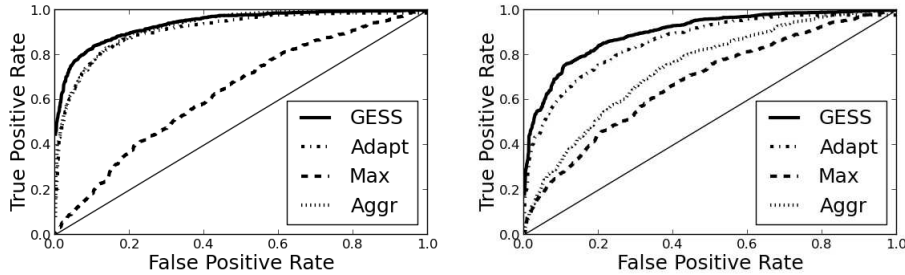 True Positive Rate
1.0
0.8
0.6
0.4
0.2
0.0
GESS
Adapt
Max
Aggr
0.0 0.2 0.4 0.6 0.8 1.0
False Positive Rate
True Positive Rate
1.0
0.8
0.6
0.4
0.2
0.0
GESS
Adapt
Max
Aggr
0.0 0.2 0.4 0.6 0.8 1.0
False Positive Rate